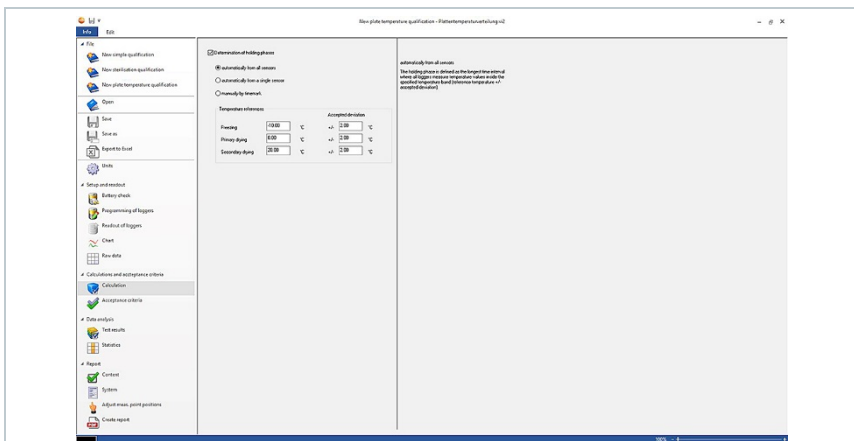 New plate temperature qualification - Plattentemperaturverteilung.vi2
Info Edit
File
New simple qualification
New sterilisation qualification
New plate temperature qualification
Open
Save
Save as
Export to Excel
Units
Setup and readout
Battery check
Programming of loggers
Readout of loggers
Chart
Raw data
Calculations and acceptance criteria
Calculation
Acceptance criteria
Data analysis
Test results
Statistics
Report
Content
System
Adjust meas. point positions
Create report
Determination of holding phases
automatically from all sensors
automatically from a single sensor
manually by timemark
Temperature references
Accepted deviation
Freezing -10.00 °C +/- 2.00 °C
Primary drying 8.00 °C +/- 2.00 °C
Secondary drying 20.00 °C +/- 2.00 °C
automatically from all sensors
The holding phase is defined as the longest time interval
where all loggers measure temperature values inside the
specified temperature band (reference temperature +/-
accepted deviation)
100%